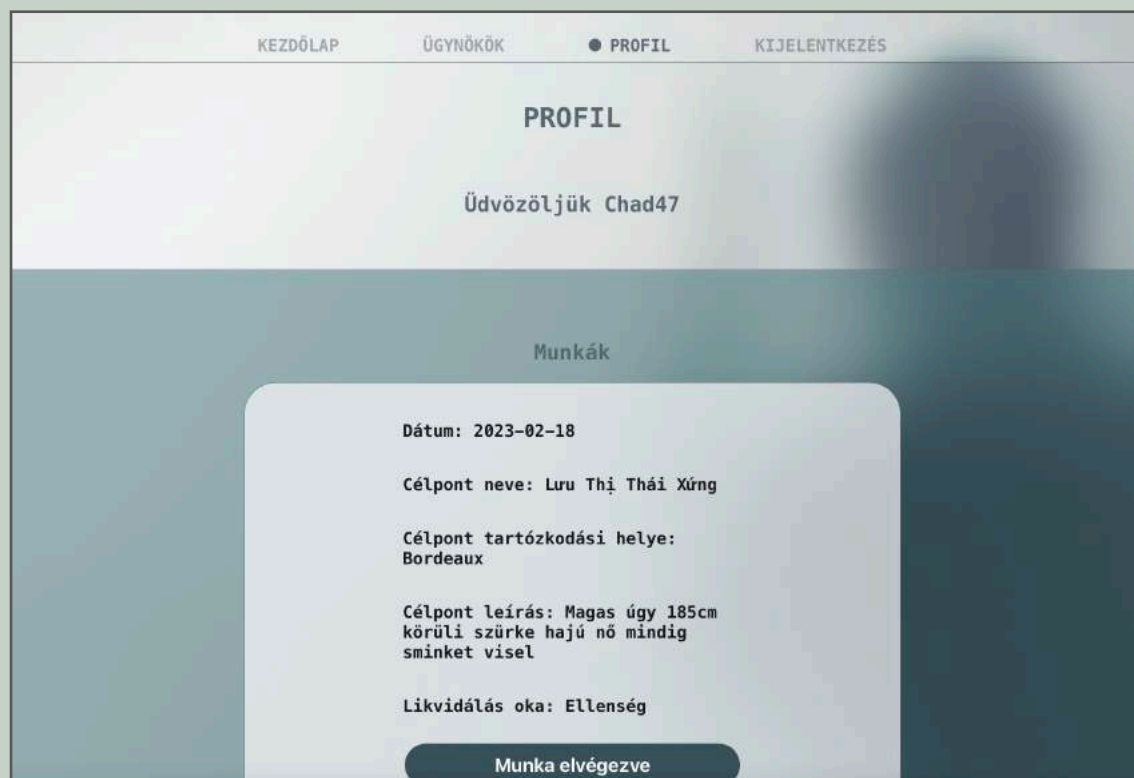 KEZDŐLAP ÜGYNÖKÖK PROFIL KIJELENTKEZÉS
PROFIL
Üdvözöljük Chad47
Munkák
Dátum: 2023-02-18
Célpont neve: Lưu Thị Thái Xứng
Célpont tartózkodási helye:
Bordeaux
Célpont leírás: Magas úgy 185cm
körüli szürke hajú nő mindig
sminket visel
Likvidálás oka: Ellenség
Munka elvégezve